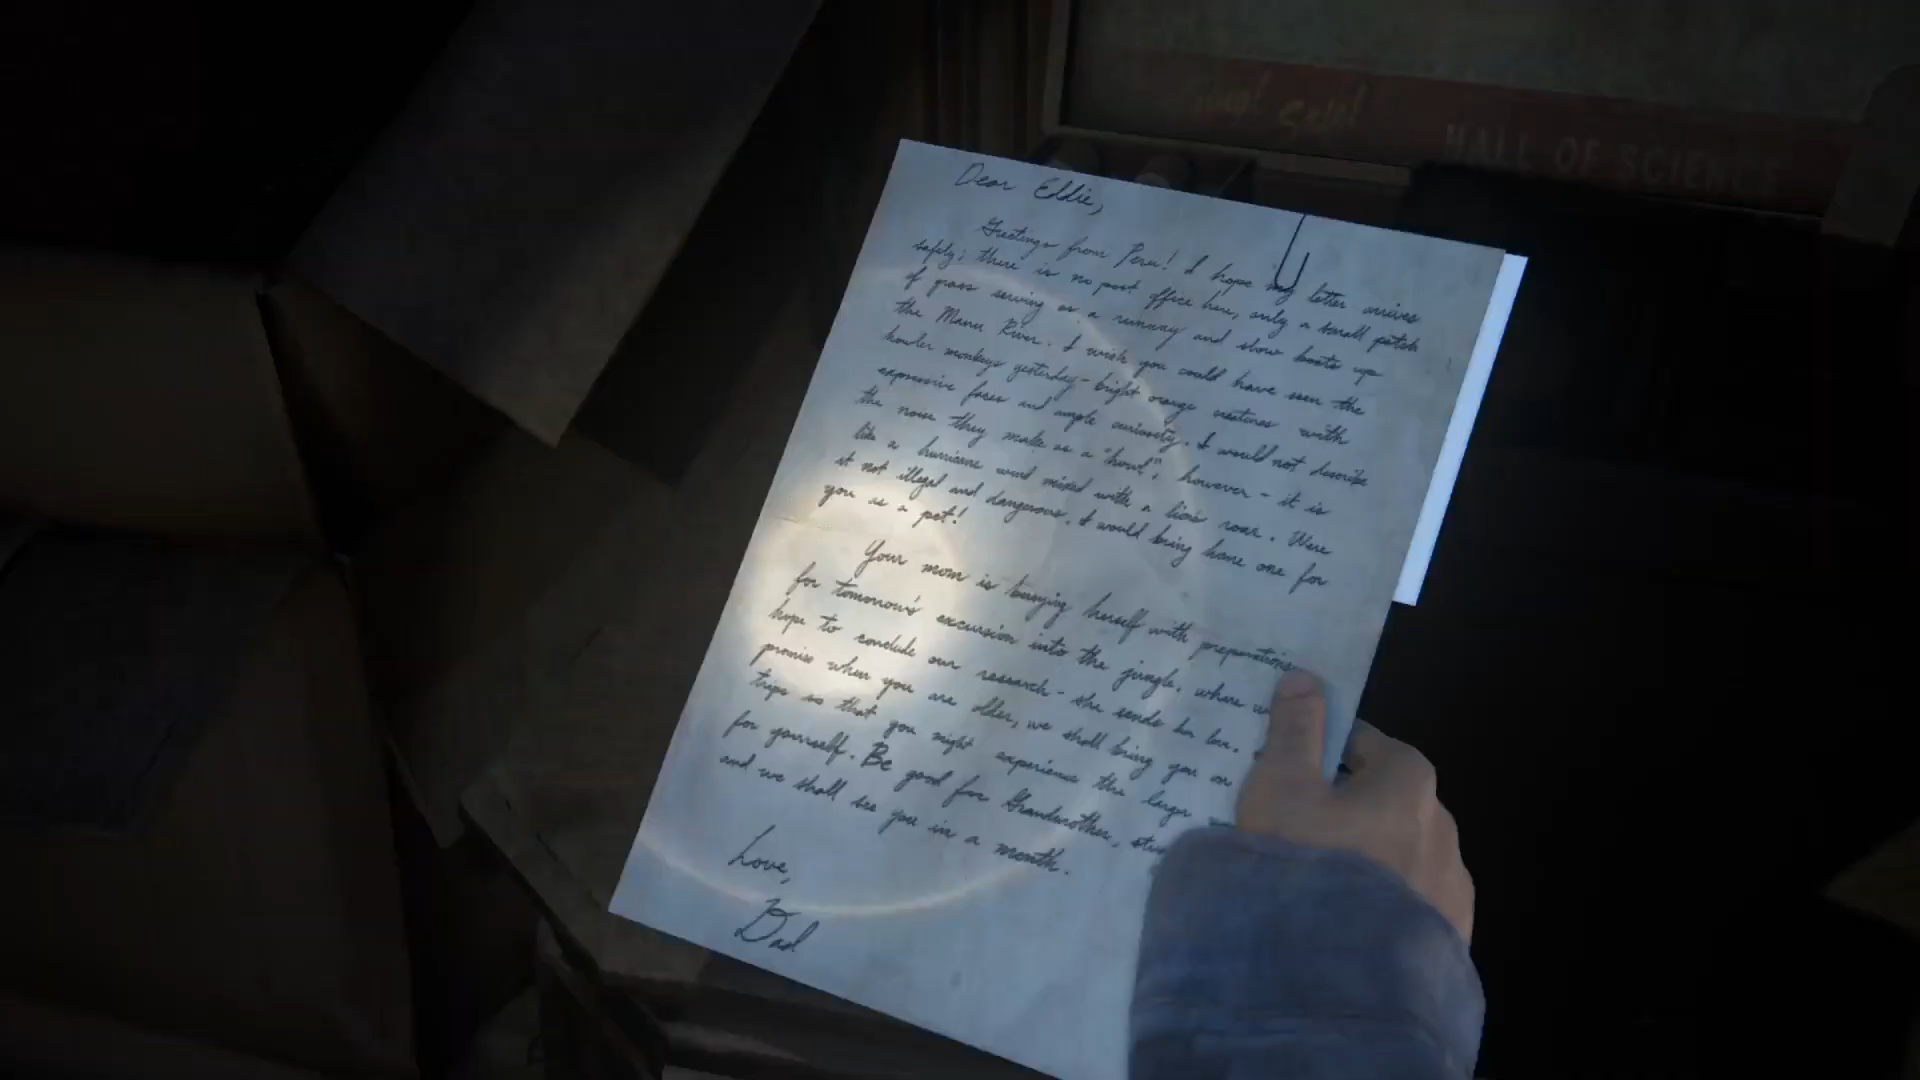 HALL OF SCIENCE
Dear Eddie,
Greetings from Peru! I hope my letter arrives
safely; there is no post office here, only a small patch
of grass serving as a runway and slow boats up
the Manu River. I wish you could have seen the
howler monkeys yesterday - bright orange creatures with
expressive faces and ample curiosity. I would not describe
the noise they make as a "howl", however - it is
like a hurricane wind mixed with a lion's roar. Were
it not illegal and dangerous, I would bring home one for
you as a pet!
Your mom is busying herself with preparations
for tomorrow's excursion into the jungle, where
hope to conclude our research - she sends her love.
promise when you are older, we shall bring you on
trips so that you might experience the larger
for yourself. Be good for Grandmother,
and we shall see you in a month.
Love,
Dad